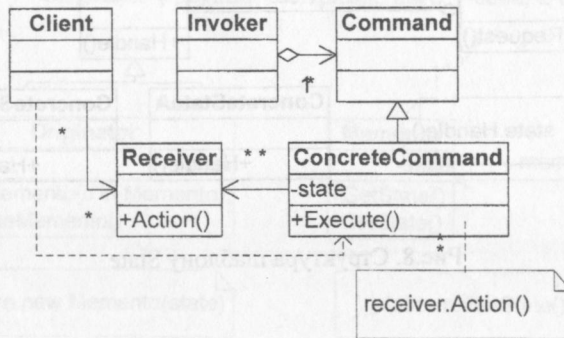 Client
Invoker
Command
*
*
* *
Receiver
ConcreteCommand
-state
*
+Action()
+Execute()
* *
receiver.Action()